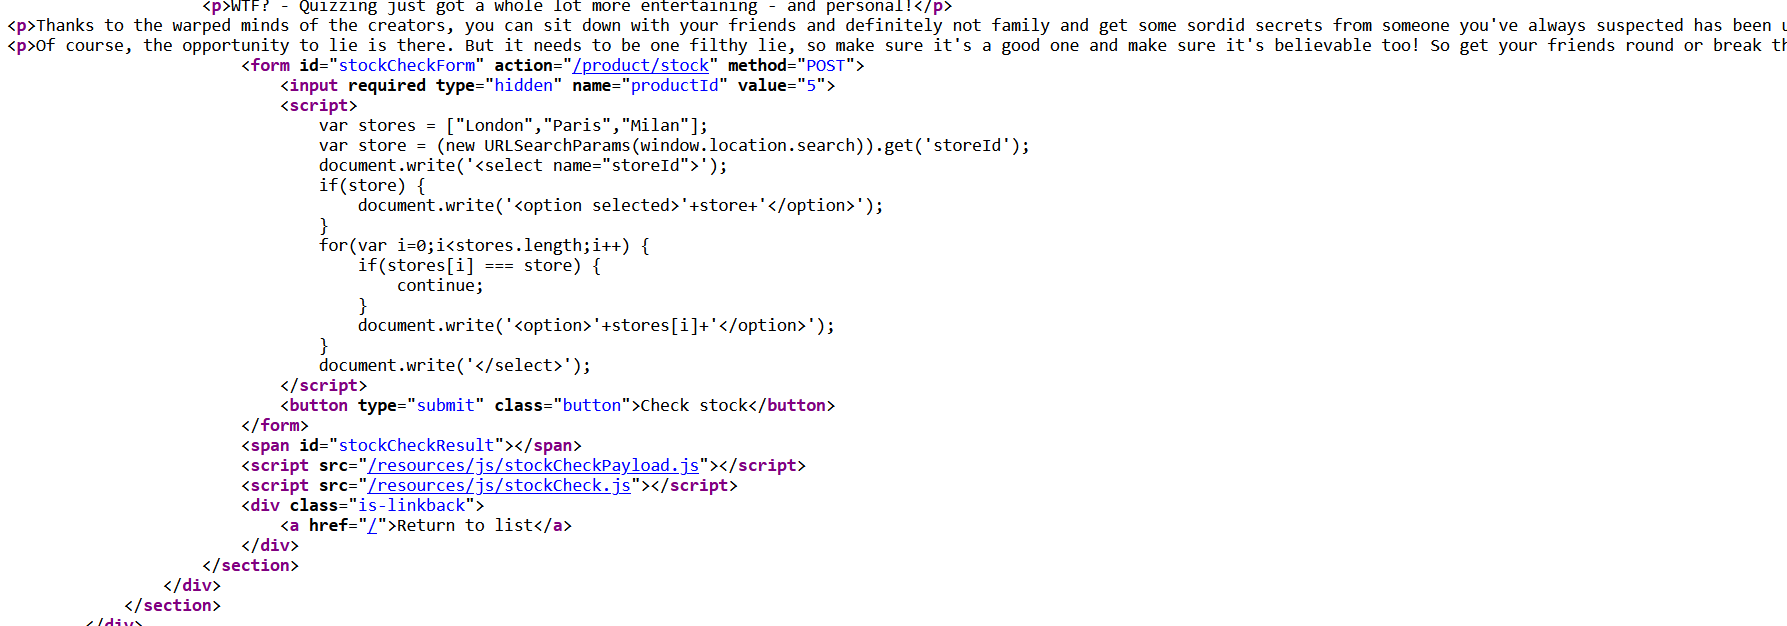 <p>WTF? - Quizzing just got a whole lot more entertaining - and personal!</p>
<p>Thanks to the warped minds of the creators, you can sit down with your friends and definitely not family and get some sordid secrets from someone you've always suspected has been
<p>Of course, the opportunity to lie is there. But it needs to be one filthy lie, so make sure it's a good one and make sure it's believable too! So get your friends round or break
<form id="stockCheckForm" action="/product/stock" method="POST">
<input required type="hidden" name="productId" value="5">
<script>
var stores = ["London","Paris","Milan"];
var store = (new URLSearchParams(window.location.search)).get('storeId');
document.write('<select name="storeId">');
if(store) {
document.write('<option selected>'+store+'</option>');
}
for(var i=0;i<stores.length;i++) {
if(stores[i] === store) {
continue;
}
document.write('<option>'+stores[i]+'</option>');
}
document.write('</select>');
</script>
<button type="submit" class="button">Check stock</button>
</form>
<span id="stockCheckResult"></span>
<script src="/resources/js/stockCheckPayload.js"></script>
<script src="/resources/js/stockCheck.js"></script>
<div class="is-linkback">
<a href="/">Return to list</a>
</div>
</section>
</div>
</section>
</div>